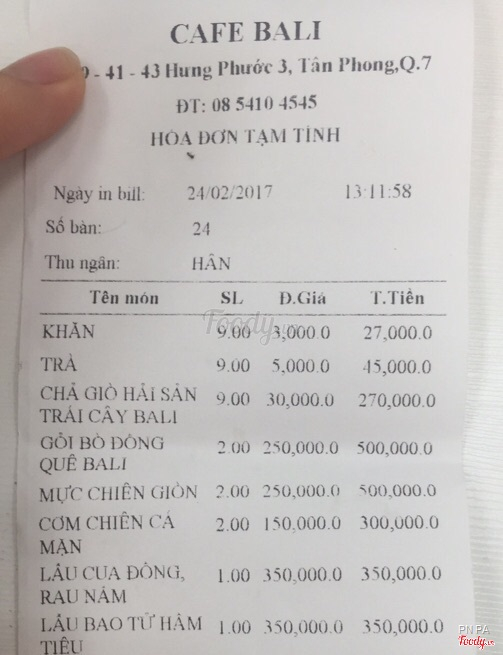 CAFE BALI
9 - 41 - 43 Hưng Phước 3, Tân Phong,Q.7
ĐT: 08 5410 4545
HÓA ĐƠN TẠM TÍNH
Ngày in bill: 24/02/2017 13:11:58
Số bàn: 24
Thu ngân: HÂN
Tên món SL Đ.Giá T.Tiền
KHĂN 9.00 3,000.0 27,000.0
Foody.vn
TRÀ 9.00 5,000.0 45,000.0
CHẢ GIÒ HẢI SẢN 9.00 30,000.0 270,000.0
TRÁI CÂY BALI
GỎI BÒ ĐỒNG 2.00 250,000.0 500,000.0
QUÊ BALI
MỰC CHIÊN GIÒN 2.00 250,000.0 500,000.0
CƠM CHIÊN CÁ 2.00 150,000.0 300,000.0
MẶN
LẨU CUA ĐỒNG, 1.00 350,000.0 350,000.0
RAU NẤM
LẨU BAO TỬ HẦM 1.00 350,000.0 350,000.0
TIÊU
PN BA
Foody.vn